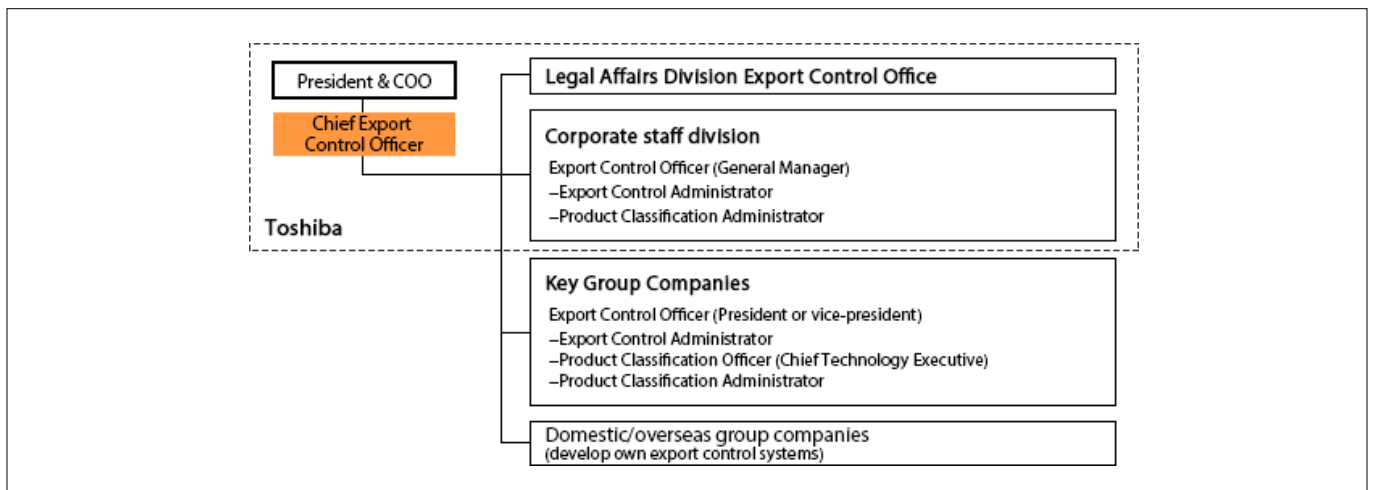 President & COO
Chief Export
Control Officer
Toshiba
Legal Affairs Division Export Control Office
Corporate staff division
Export Control Officer (General Manager)
–Export Control Administrator
–Product Classification Administrator
Key Group Companies
Export Control Officer (President or vice-president)
–Export Control Administrator
–Product Classification Officer (Chief Technology Executive)
–Product Classification Administrator
Domestic/overseas group companies
(develop own export control systems)